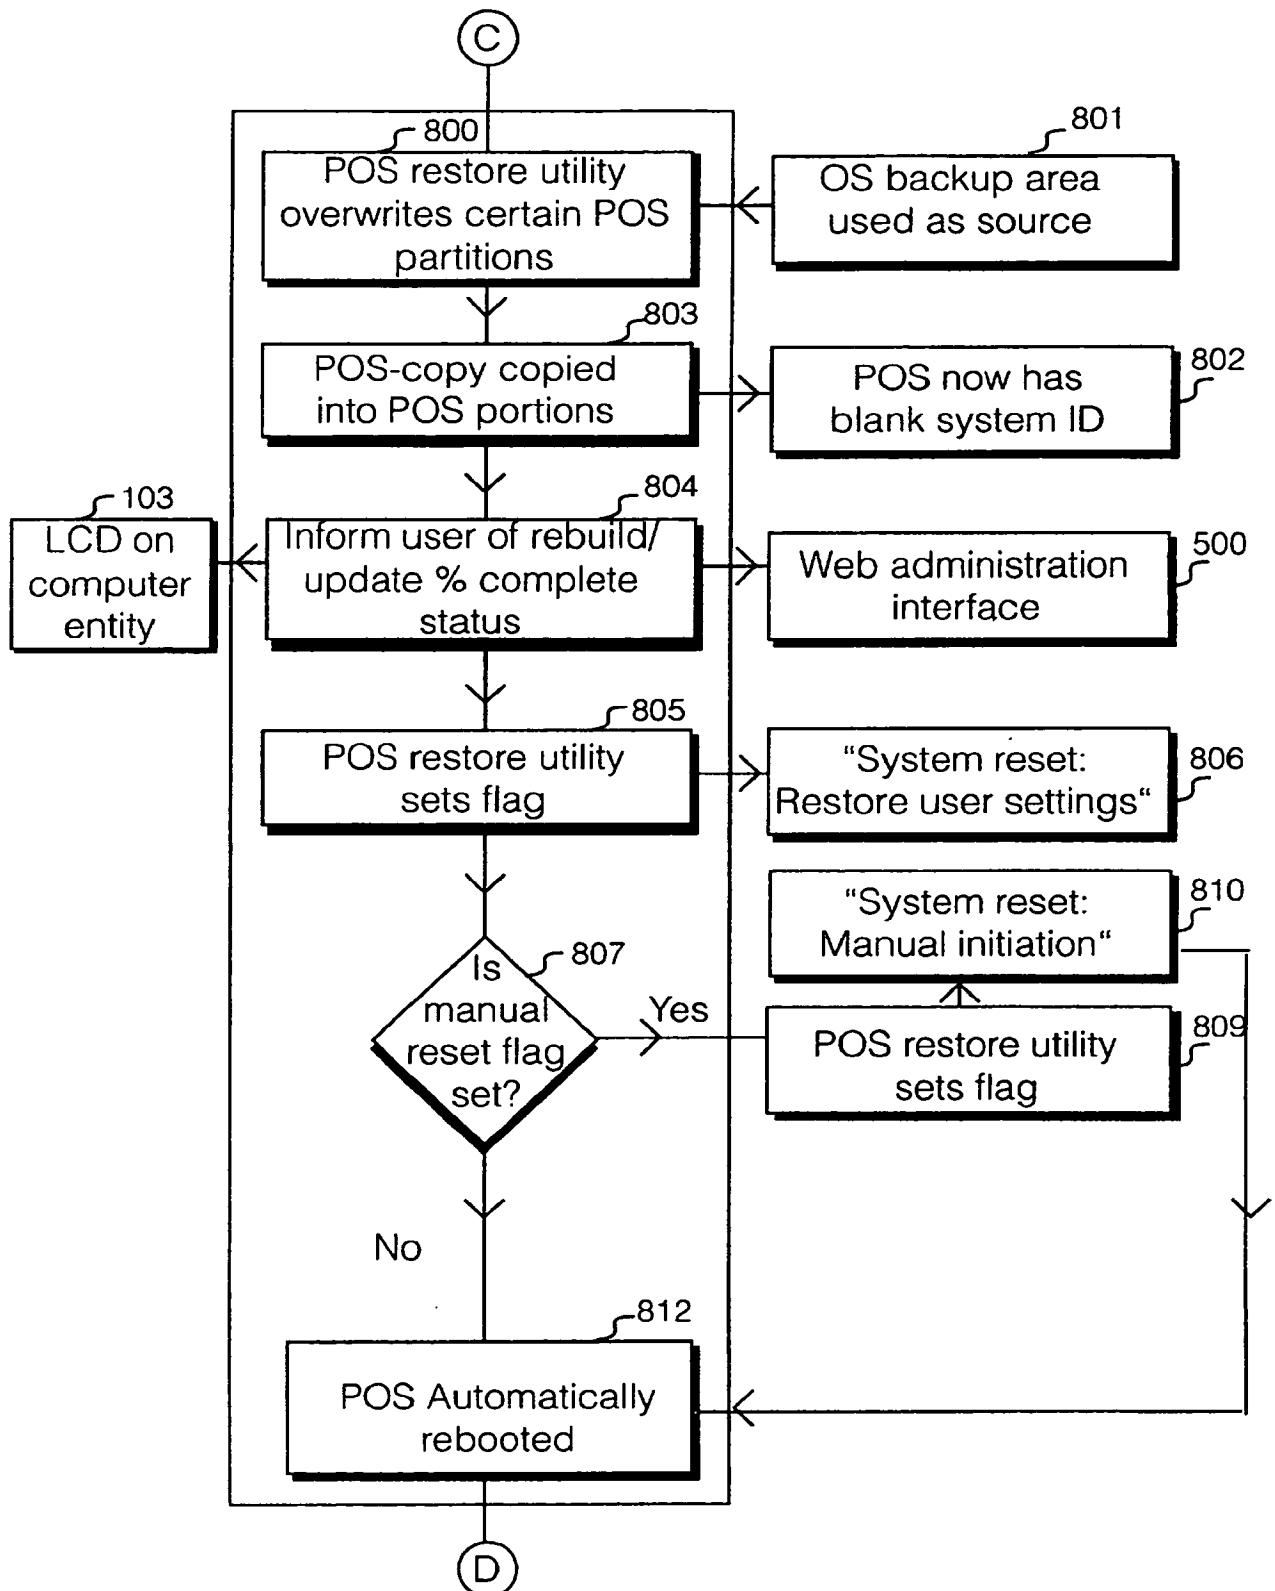 C
800
POS restore utility
overwrites certain POS
partitions
801
OS backup area
used as source
803
POS-copy copied
into POS portions
802
POS now has
blank system ID
103
LCD on
computer
entity
804
Inform user of rebuild/
update % complete
status
500
Web administration
interface
805
POS restore utility
sets flag
806
“System reset:
Restore user settings“
810
“System reset:
Manual initiation“
807
Is
manual
reset flag
set?
Yes
809
POS restore utility
sets flag
No
812
POS Automatically
rebooted
D